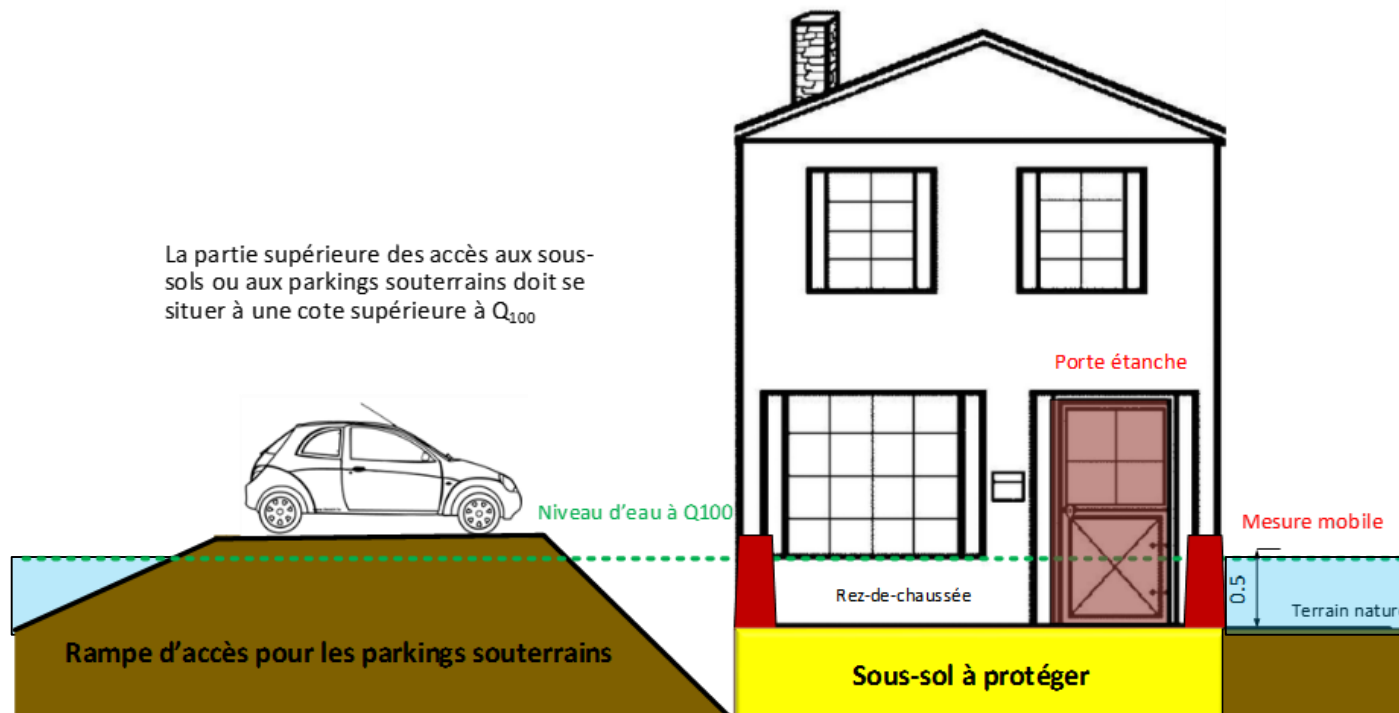 La partie supérieure des accès aux sous-
sols ou aux parkings souterrains doit se
situer à une cote supérieure à Q₁₀₀
Porte étanche
Niveau d'eau à Q100
Mesure mobile
0.5
Rez-de-chaussée
Terrain nature
Rampe d'accès pour les parkings souterrains
Sous-sol à protéger